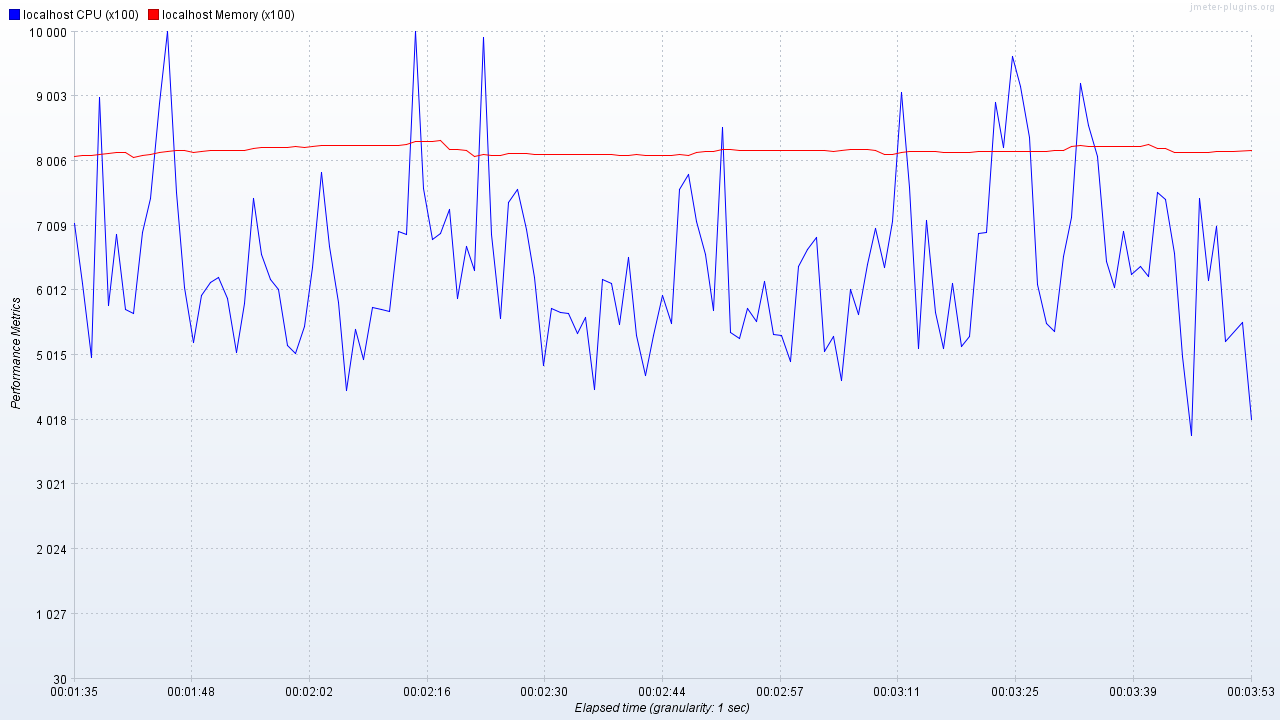 localhost CPU (x100) localhost Memory (x100)
jmeter-plugins.org
10 000
9 003
8 006
7 009
6 012
5 015
4 018
3 021
2 024
1 027
30
Performance Metrics
00:01:35 00:01:48 00:02:02 00:02:16 00:02:30 00:02:44 00:02:57 00:03:11 00:03:25 00:03:39 00:03:53
Elapsed time (granularity: 1 sec)